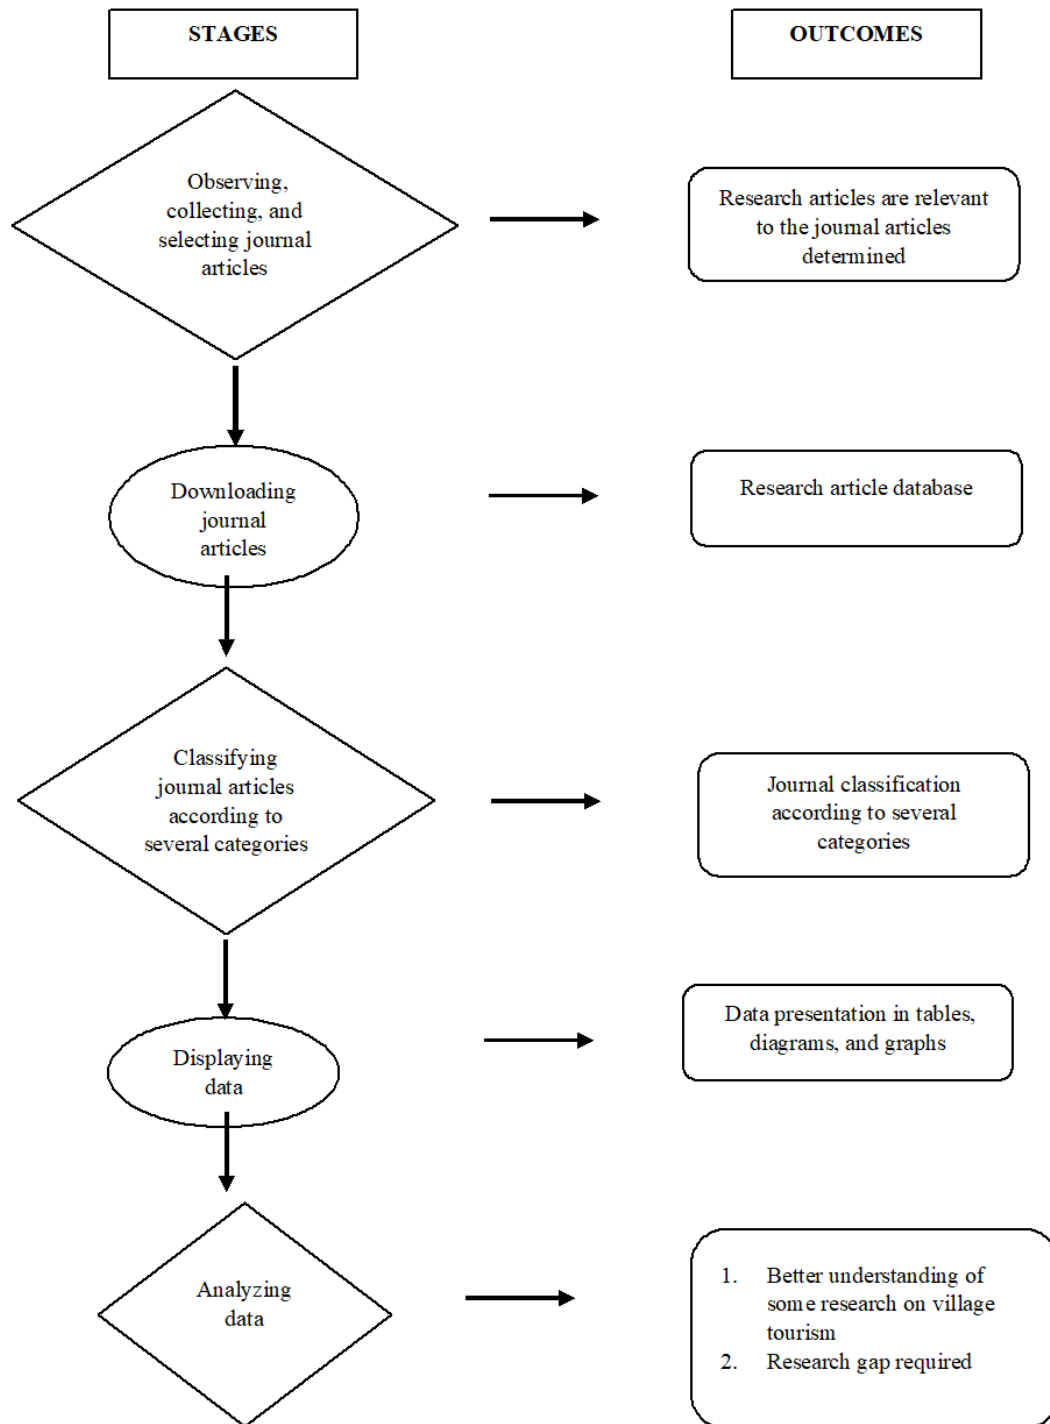 STAGES
OUTCOMES
Observing,
collecting, and
selecting journal
articles
Research articles are relevant
to the journal articles
determined
Downloading
journal
articles
Research article database
Classifying
journal articles
according to
several categories
Journal classification
according to several
categories
Displaying
data
Data presentation in tables,
diagrams, and graphs
Analyzing
data
1. Better understanding of
some research on village
tourism
2. Research gap required